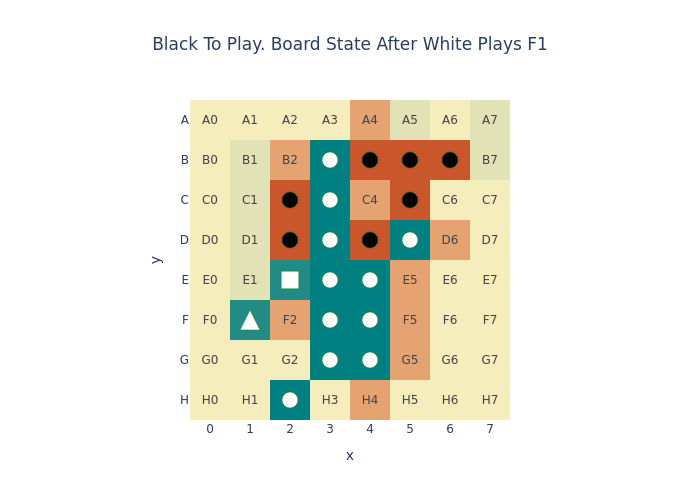 Black To Play. Board State After White Plays F1
A A0 A1 A2 A3 A4 A5 A6 A7
B B0 B1 B2 B7
C C0 C1 C4 C6 C7
D D0 D1 D6 D7
y
E E0 E1 E5 E6 E7
F F0 F2 F5 F6 F7
G G0 G1 G2 G5 G6 G7
H H0 H1 H3 H4 H5 H6 H7
0 1 2 3 4 5 6 7
x